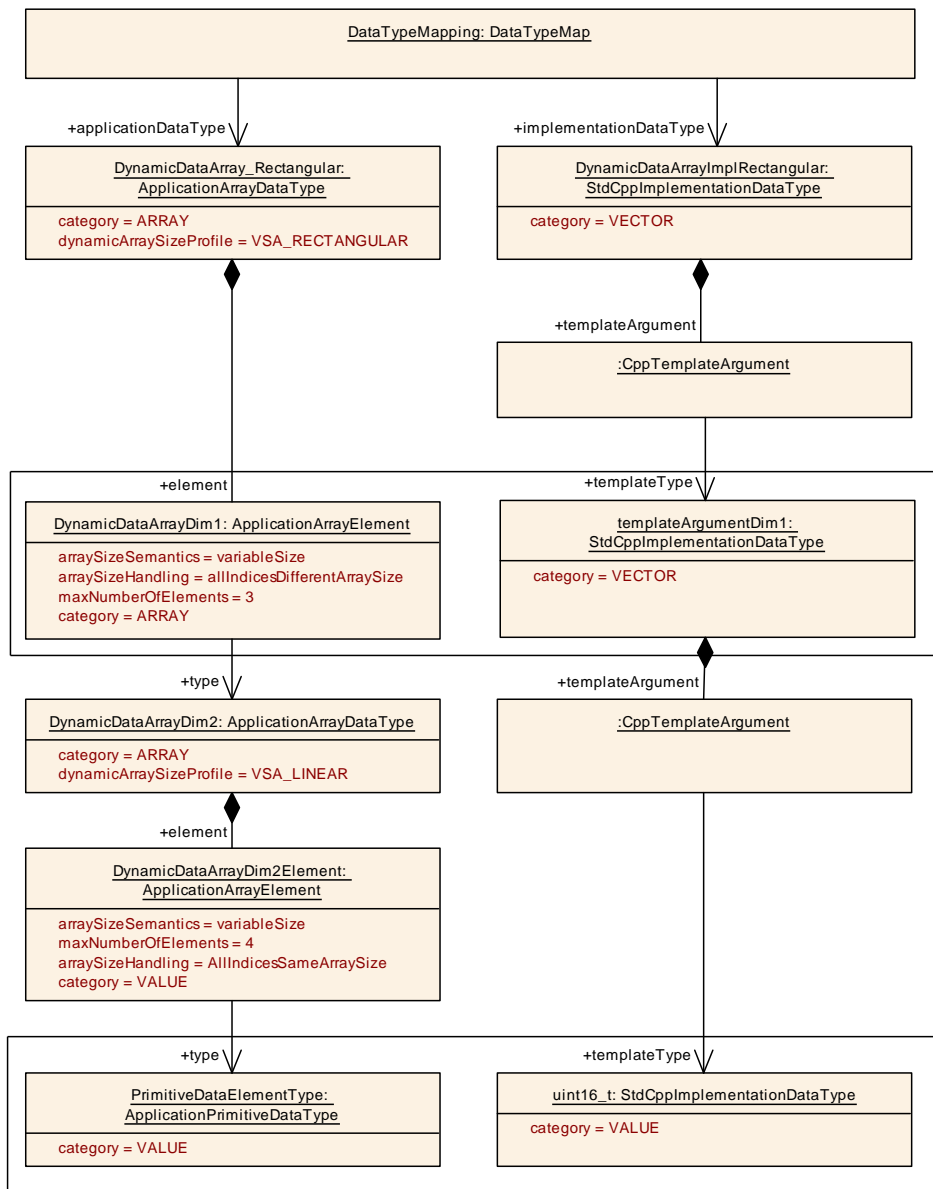 DataTypeMapping: DataTypeMap
+applicationDataType
+implementationDataType
DynamicDataArray_Rectangular:
ApplicationArrayDataType
category = ARRAY
dynamicArraySizeProfile = VSA_RECTANGULAR
DynamicDataArrayImplRectangular:
StdCppImplementationDataType
category = VECTOR
+templateArgument
:CppTemplateArgument
+element
+templateType
DynamicDataArrayDim1: ApplicationArrayElement
arraySizeSemantics = variableSize
arraySizeHandling = allIndicesDifferentArraySize
maxNumberOfElements = 3
category = ARRAY
templateArgumentDim1:
StdCppImplementationDataType
category = VECTOR
+type
+templateArgument
DynamicDataArrayDim2: ApplicationArrayDataType
category = ARRAY
dynamicArraySizeProfile = VSA_LINEAR
:CppTemplateArgument
+element
DynamicDataArrayDim2Element:
ApplicationArrayElement
arraySizeSemantics = variableSize
maxNumberOfElements = 4
arraySizeHandling = AllIndicesSameArraySize
category = VALUE
+type
+templateType
PrimitiveDataElementType:
ApplicationPrimitiveDataType
category = VALUE
uint16_t: StdCppImplementationDataType
category = VALUE